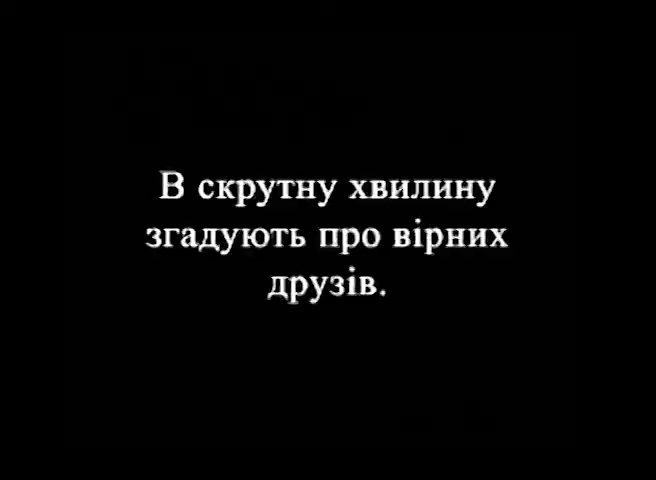 В скрутну хвилину
згадують про вірних
друзів.